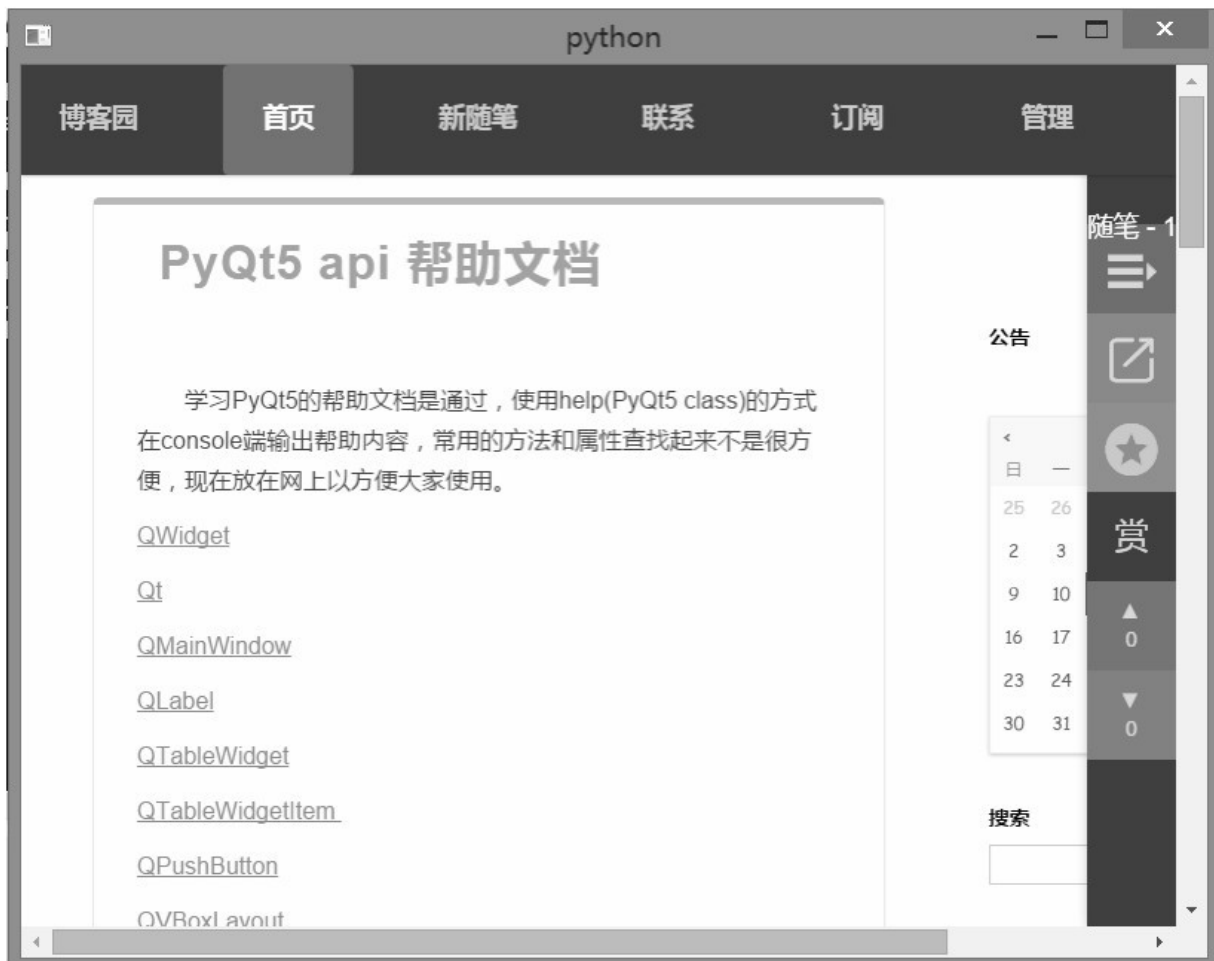 python
博客园 首页 新随笔 联系 订阅 管理
随笔 - 1
PyQt5 api 帮助文档
学习PyQt5的帮助文档是通过，使用help(PyQt5 class)的方式
在console端输出帮助内容，常用的方法和属性查找起来不是很方
便，现在放在网上以方便大家使用。
QWidget
Qt
QMainWindow
QLabel
QTableWidget
QTableWidgetItem
QPushButton
QVBoxLayout
公告
<
日 一
25 26
2 3
9 10
16 17
23 24
30 31
搜索
赏
▲
0
▼
0